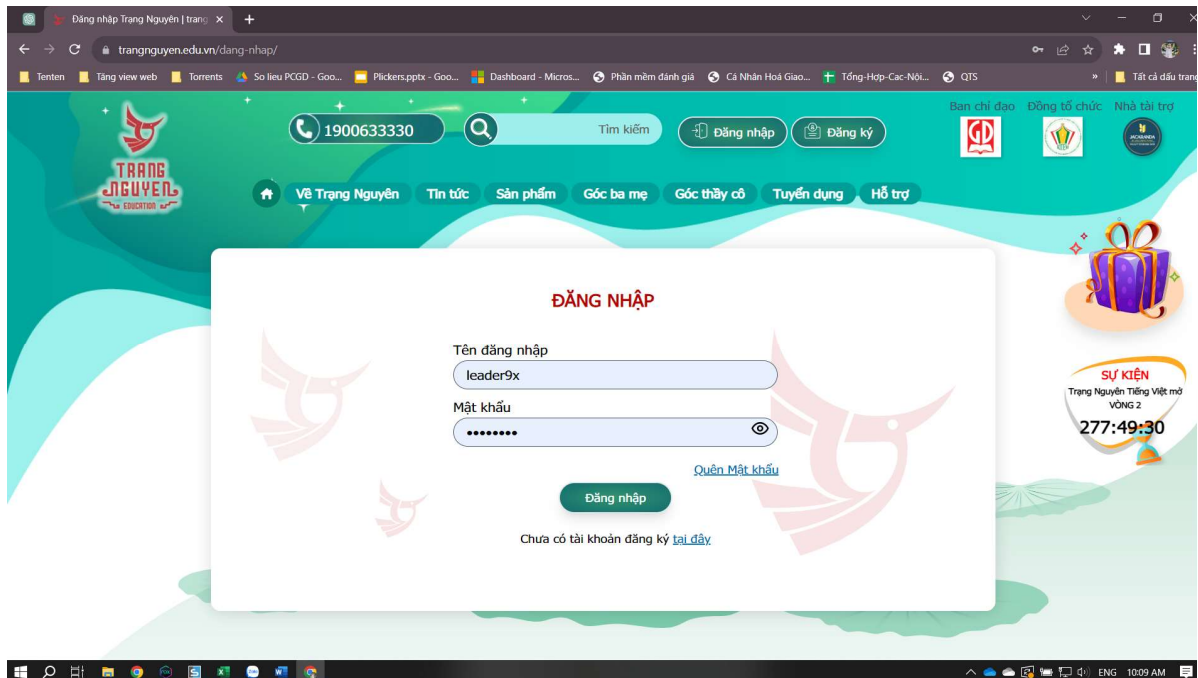 Đăng nhập Trạng Nguyên | trang
trangnguyen.edu.vn/dang-nhap/
Tenten Tăng view web Torrents So lieu PCGD - Goo... Plickers.pptx - Goo... Dashboard - Micros... Phần mềm đánh giá Cá Nhân Hoá Giao... Tổng-Hợp-Cac-Nội... QTS » Tất cả dấu trang
Ban chỉ đạo Đồng tổ chức Nhà tài trợ
1900633330 Tìm kiếm Đăng nhập Đăng ký
TRẠNG
NGUYÊN
EDUCATION
Về Trạng Nguyên Tin tức Sản phẩm Góc ba mẹ Góc thầy cô Tuyển dụng Hỗ trợ
ĐĂNG NHẬP
Tên đăng nhập
leader9x
Mật khẩu
••••••••
Quên Mật khẩu
Đăng nhập
Chưa có tài khoản đăng ký tại đây
SỰ KIỆN
Trạng Nguyên Tiếng Việt mở
VÒNG 2
277:49:30
ENG 10:09 AM